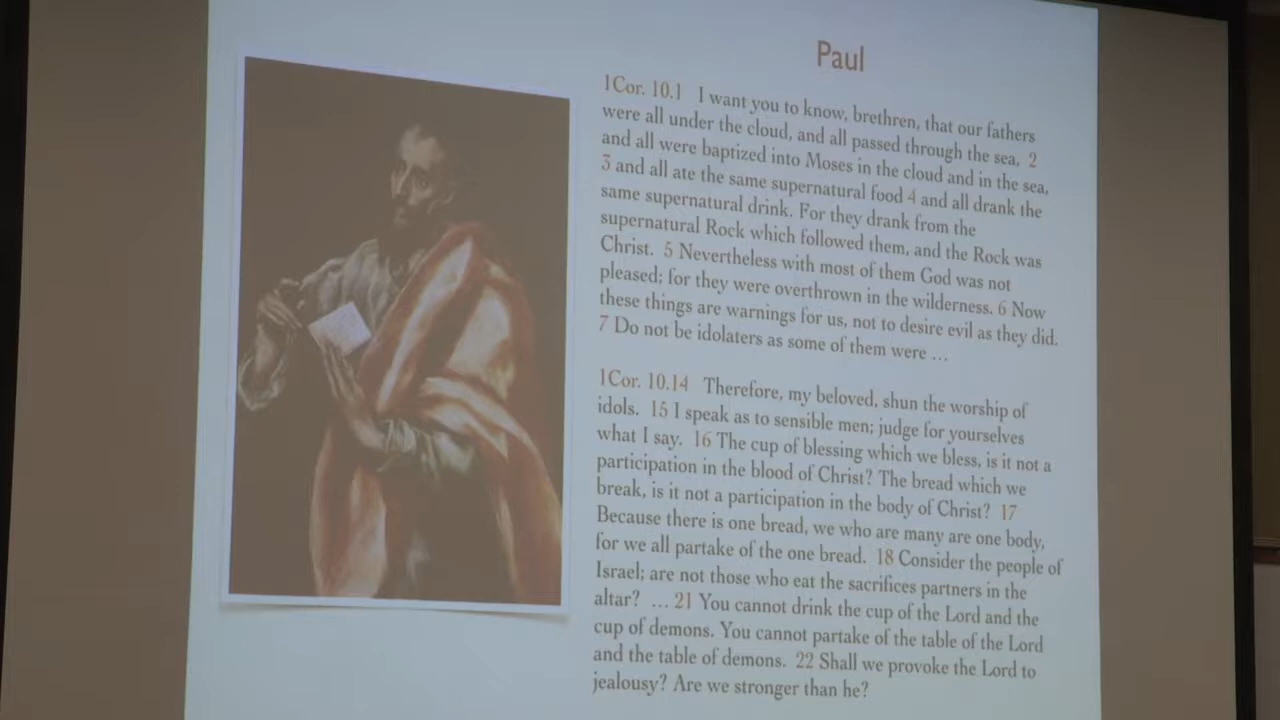 Paul
1Cor. 10.1 I want you to know, brethren, that our fathers
were all under the cloud, and all passed through the sea, 2
and all were baptized into Moses in the cloud and in the sea,
3 and all ate the same supernatural food 4 and all drank the
same supernatural drink. For they drank from the
supernatural Rock which followed them, and the Rock was
Christ. 5 Nevertheless with most of them God was not
pleased; for they were overthrown in the wilderness. 6 Now
these things are warnings for us, not to desire evil as they did.
7 Do not be idolaters as some of them were ...
1Cor. 10.14 Therefore, my beloved, shun the worship of
idols. 15 I speak as to sensible men; judge for yourselves
what I say. 16 The cup of blessing which we bless, is it not a
participation in the blood of Christ? The bread which we
break, is it not a participation in the body of Christ? 17
Because there is one bread, we who are many are one body,
for we all partake of the one bread. 18 Consider the people of
Israel; are not those who eat the sacrifices partners in the
altar? ... 21 You cannot drink the cup of the Lord and the
cup of demons. You cannot partake of the table of the Lord
and the table of demons. 22 Shall we provoke the Lord to
jealousy? Are we stronger than he?